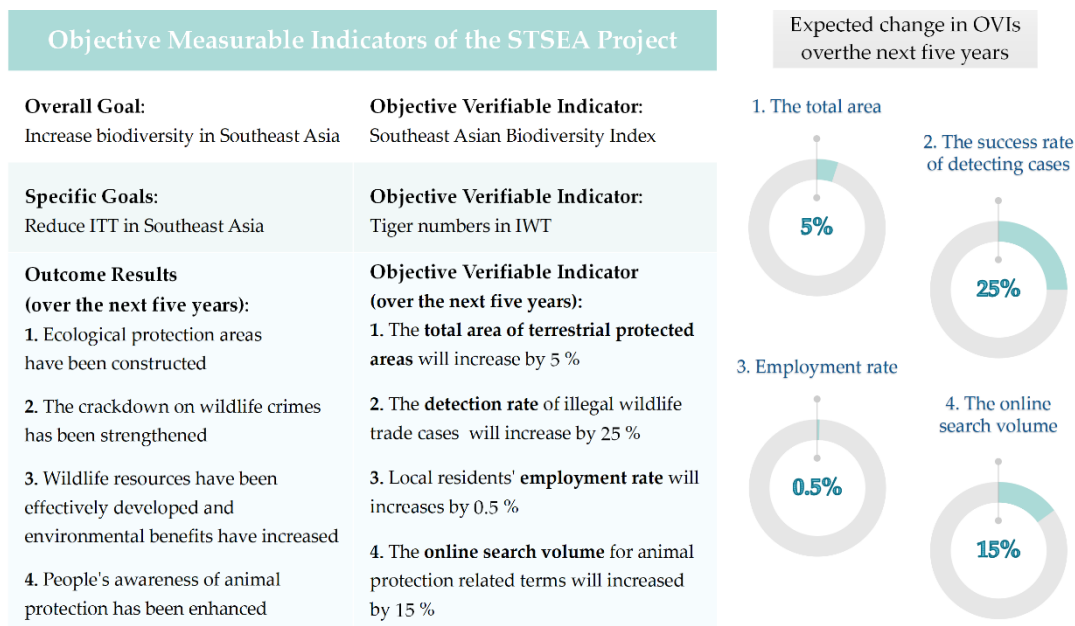 Objective Measurable Indicators of the STSEA Project
Overall Goal:
Increase biodiversity in Southeast Asia
Objective Verifiable Indicator:
Southeast Asian Biodiversity Index
Specific Goals:
Reduce ITT in Southeast Asia
Objective Verifiable Indicator:
Tiger numbers in IWT
Outcome Results
(over the next five years):
1. Ecological protection areas
have been constructed
2. The crackdown on wildlife crimes
has been strengthened
3. Wildlife resources have been
effectively developed and
environmental benefits have increased
4. People's awareness of animal
protection has been enhanced
Objective Verifiable Indicator
(over the next five years):
1. The total area of terrestrial protected
areas will increase by 5 %
2. The detection rate of illegal wildlife
trade cases will increase by 25 %
3. Local residents' employment rate will
increases by 0.5 %
4. The online search volume for animal
protection related terms will increased
by 15 %
Expected change in OVIs
overthe next five years
1. The total area
5%
2. The success rate
of detecting cases
25%
3. Employment rate
0.5%
4. The online
search volume
15%